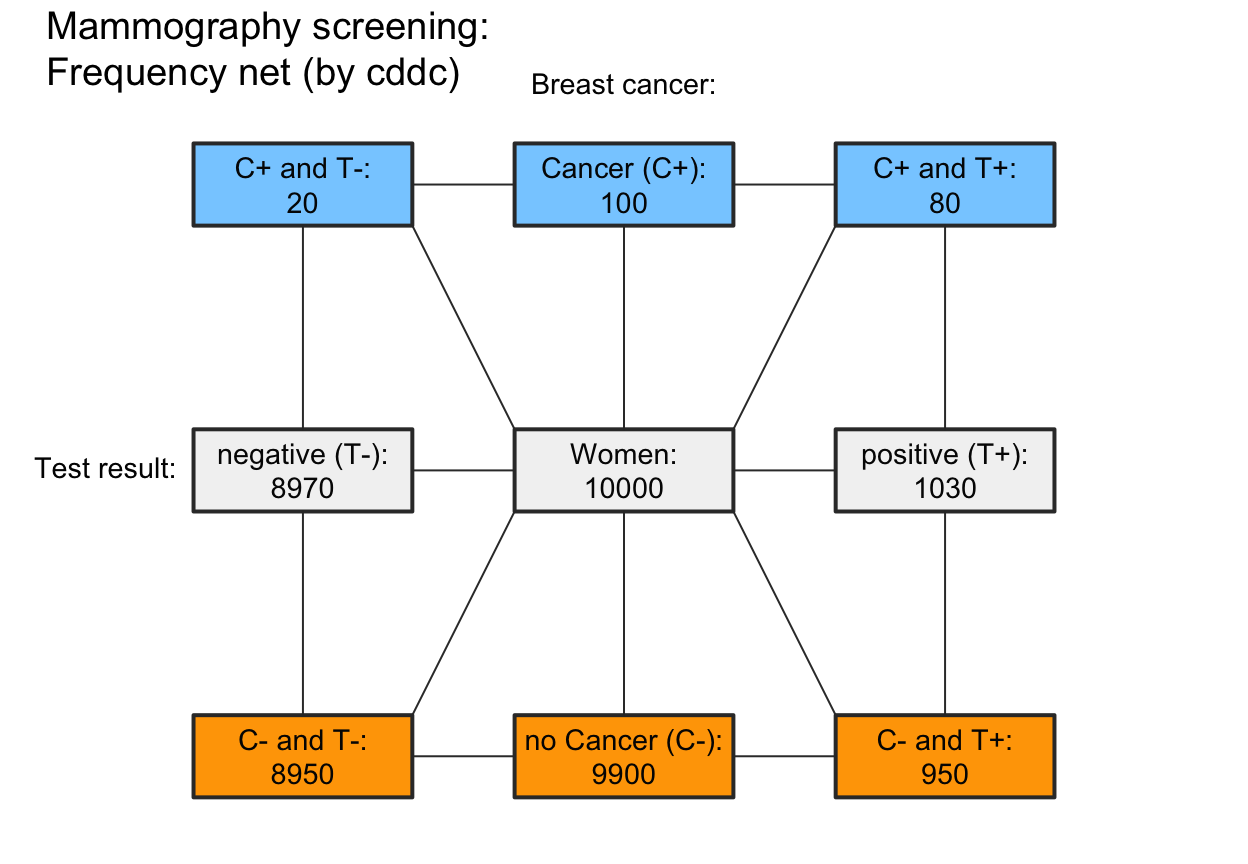 Mammography screening:
Frequency net (by cddc)
Breast cancer:
C+ and T-:
20
Cancer (C+):
100
C+ and T+:
80
Test result:
negative (T-):
8970
Women:
10000
positive (T+):
1030
C- and T-:
8950
no Cancer (C-):
9900
C- and T+:
950